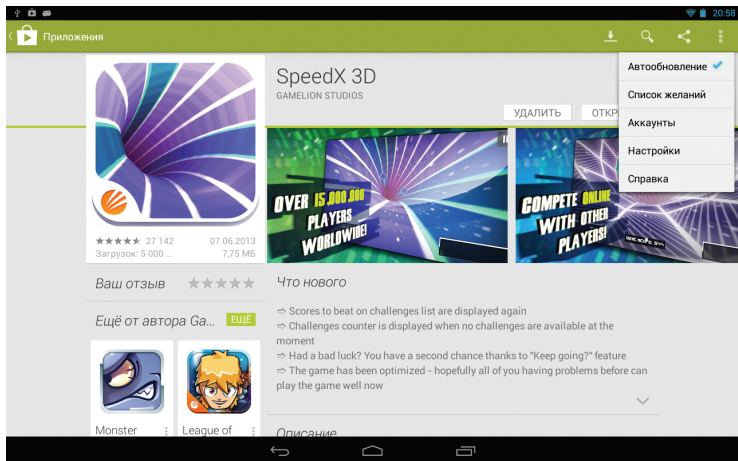 20:58
Приложения
SpeedX 3D
GAMELION STUDIOS
УДАЛИТЬ
ОТКР
Автообновление
Список желаний
Аккаунты
Настройки
Справка
OVER 15,000,000
PLAYERS
WORLDWIDE!
COMPETE ONLINE
WITH OTHER
PLAYERS!
27 142
07.06.2013
Загрузок: 5 000 ...
7,75 МБ
Ваш отзыв
Ещё от автора Ga...
ЕЩЁ
Monster
League of
Что нового
⇨ Scores to beat on challenges list are displayed again
⇨ Challenges counter is displayed when no challenges are available at the
moment
⇨ Had a bad luck? You have a second chance thanks to “Keep going?” feature
⇨ The game has been optimized - hopefully all of you having problems before can
play the game well now
Описание